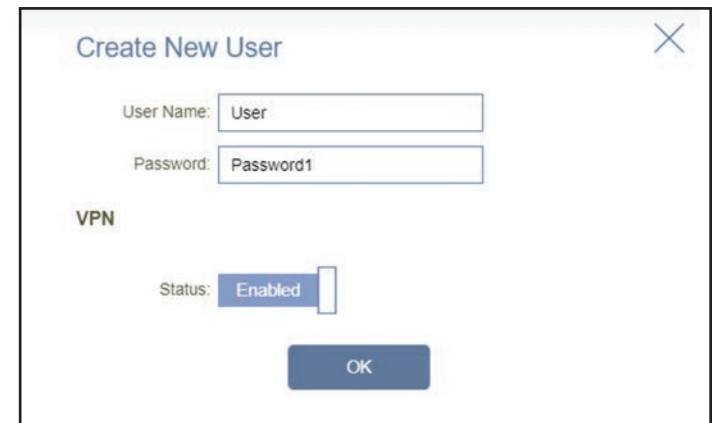 Create New User
User Name: User
Password: Password1
VPN
Status: Enabled
OK